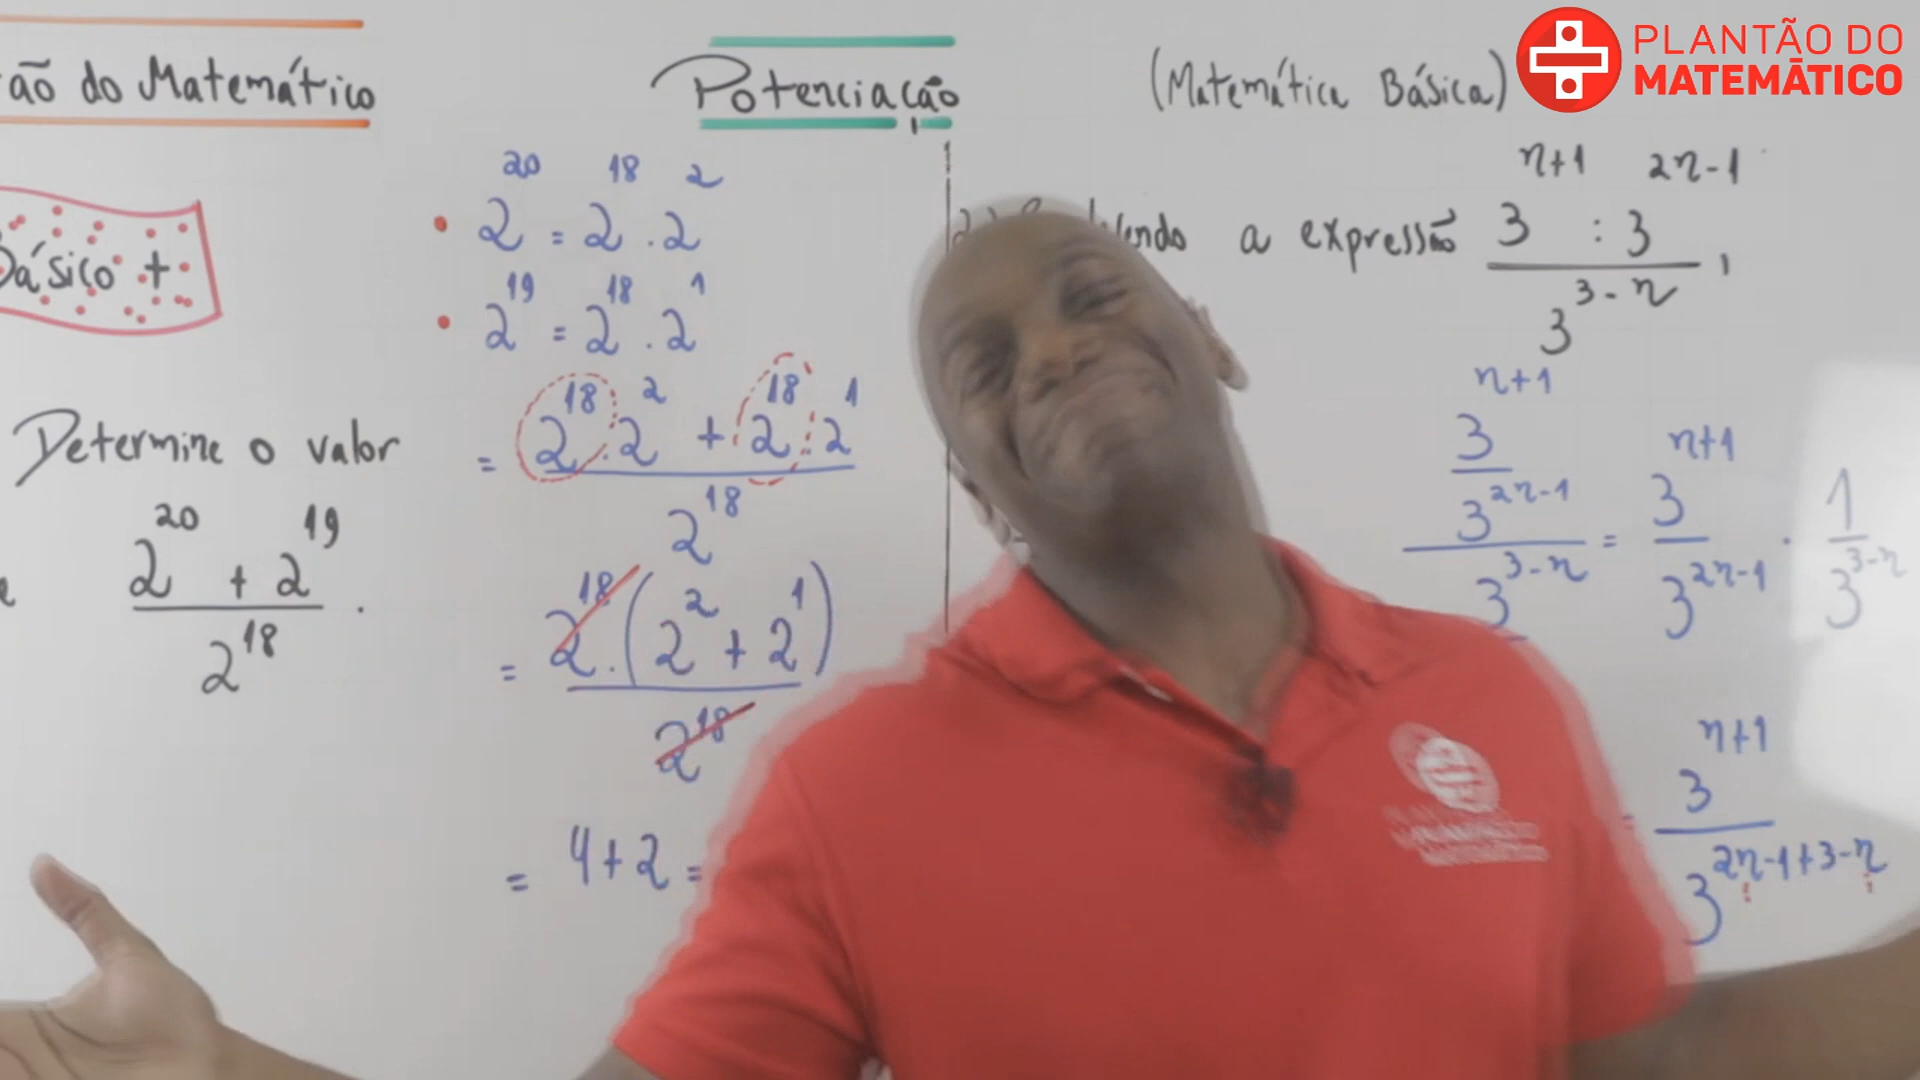 ão do Matemático
Potenciação
(Matemática Básica)
PLANTÃO DO
MATEMÁTICO
Básico +
Determine o valor
2^20 + 2^19
2^18 .
• 2^20 = 2^18 . 2^2
• 2^19 = 2^18 . 2^1
= 2^18 . 2^2 + 2^18 . 2^1
2^18
= 2^18 . (2^2 + 2^1)
2^18
= 4 + 2 =
a expressão 3^n+1 : 3^2n-1 ,
3^3-n
3^n+1
3^2n-1
3^3-n
= 3^n+1 . 1
3^2n-1 3^3-n
= 3^n+1
3^2n-1+3-n